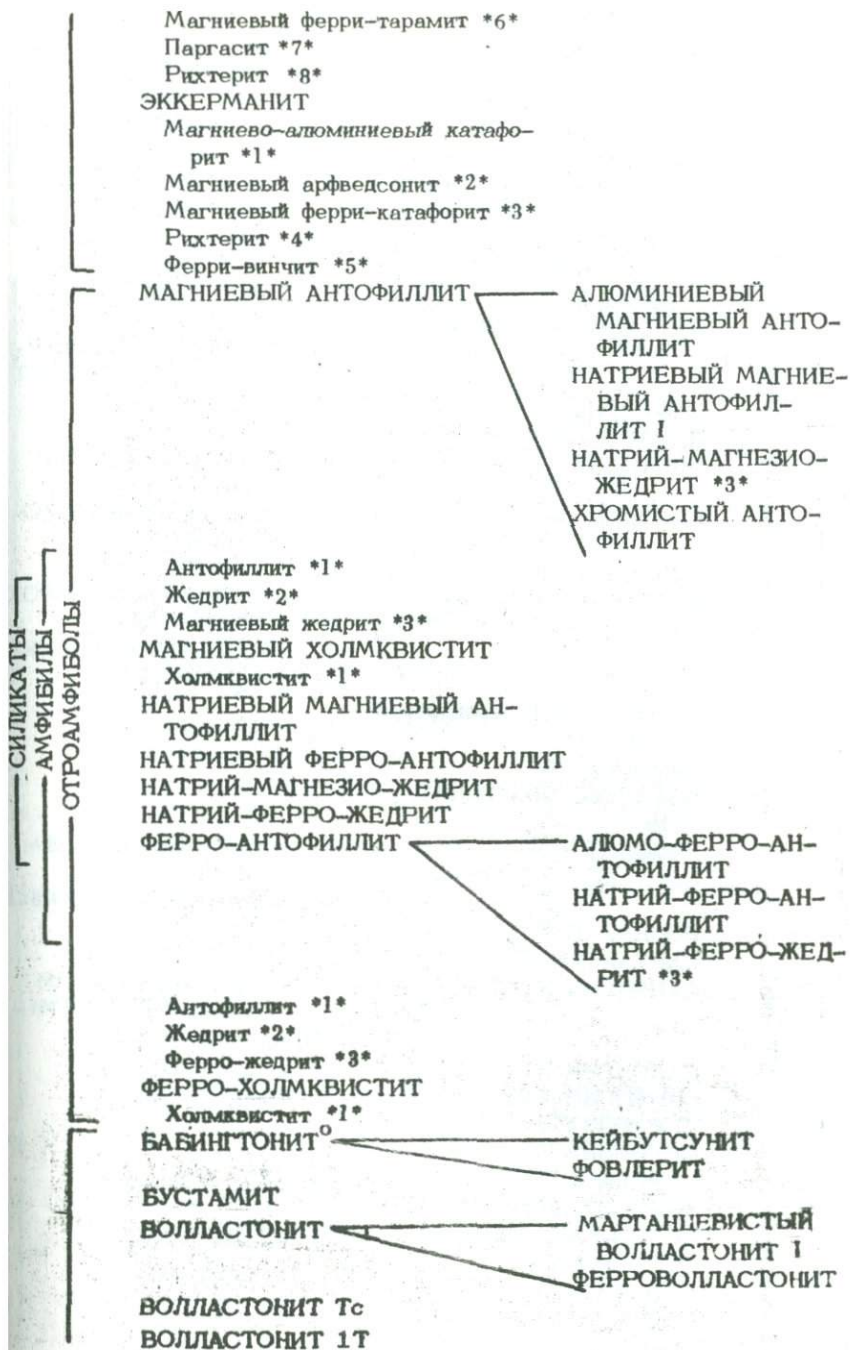 Магниевый ферри-тарамит *6*
Паргасит *7*
Рихтерит *8*
ЭККЕРМАНИТ
Магниево-алюминиевый катафо-
рит *1*
Магниевый арфведсонит *2*
Магниевый ферри-катафорит *3*
Рихтерит *4*
Ферри-винчит *5*
МАГНИЕВЫЙ АНТОФИЛЛИТ
АЛЮМИНИЕВЫЙ
МАГНИЕВЫЙ АНТО-
ФИЛЛИТ
НАТРИЕВЫЙ МАГНИЕ-
ВЫЙ АНТОФИЛ-
ЛИТ I
НАТРИЙ-МАГНЕЗИО-
ЖЕДРИТ *3*
ХРОМИСТЫЙ АНТО-
ФИЛЛИТ
СИЛИКАТЫ
АМФИБИЛЫ
ОТРОАМФИБОЛЫ
Антофиллит *1*
Жедрит *2*
Магниевый жедрит *3*
МАГНИЕВЫЙ ХОЛМКВИСТИТ
Холмквистит *1*
НАТРИЕВЫЙ МАГНИЕВЫЙ АН-
ТОФИЛЛИТ
НАТРИЕВЫЙ ФЕРРО-АНТОФИЛЛИТ
НАТРИЙ-МАГНЕЗИО-ЖЕДРИТ
НАТРИЙ-ФЕРРО-ЖЕДРИТ
ФЕРРО-АНТОФИЛЛИТ
АЛЮМО-ФЕРРО-АН-
ТОФИЛЛИТ
НАТРИЙ-ФЕРРО-АН-
ТОФИЛЛИТ
НАТРИЙ-ФЕРРО-ЖЕД-
РИТ *3*
Антофиллит *1*
Жедрит *2*
Ферро-жедрит *3*
ФЕРРО-ХОЛМКВИСТИТ
Холмквистит *1*
БАБИНГТОНИТ°
КЕЙБУТСУНИТ
ФОВЛЕРИТ
БУСТАМИТ
ВОЛЛАСТОНИТ
МАРГАНЦЕВИСТЫЙ
ВОЛЛАСТОНИТ I
ФЕРРОВОЛЛАСТОНИТ
ВОЛЛАСТОНИТ Тс
ВОЛЛАСТОНИТ 1Т